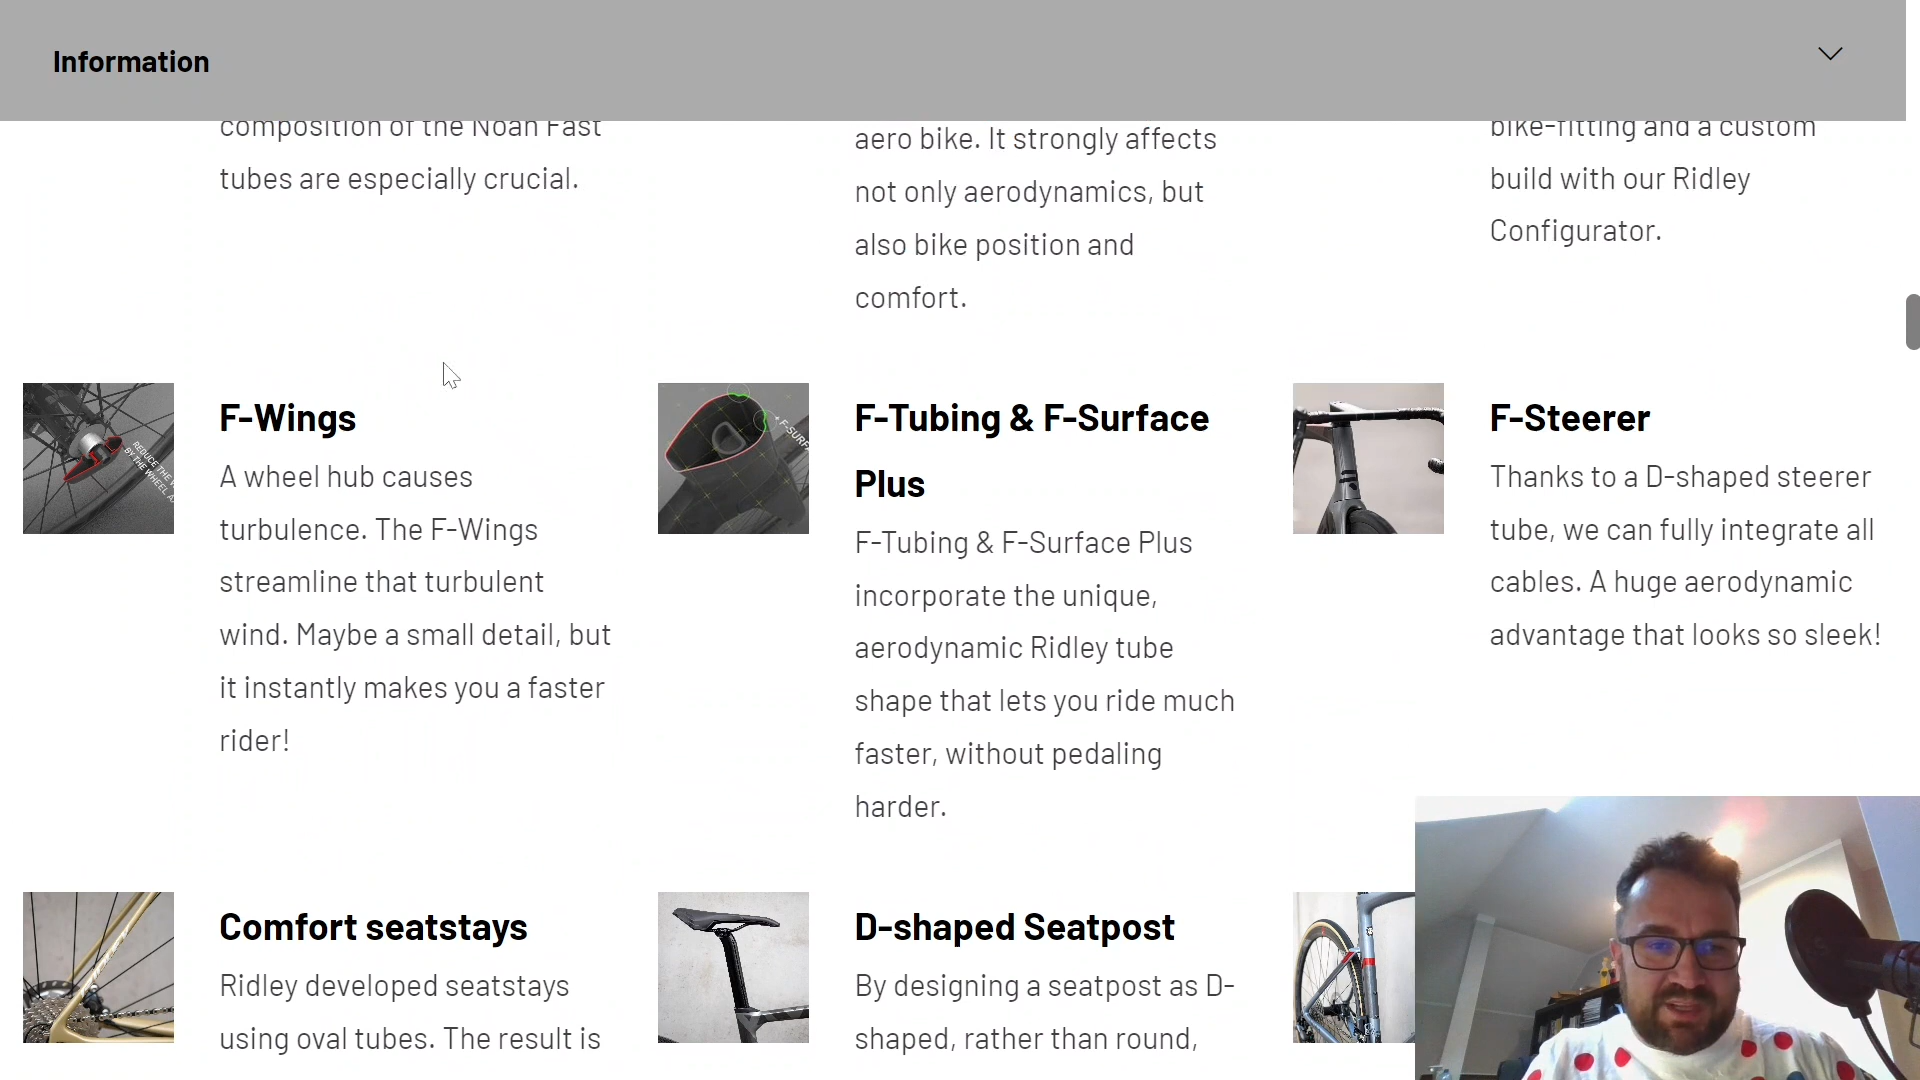 Information
composition of the Noah Fast
tubes are especially crucial.
aero bike. It strongly affects
not only aerodynamics, but
also bike position and
comfort.
bike-fitting and a custom
build with our Ridley
Configurator.
F-Wings
A wheel hub causes
turbulence. The F-Wings
streamline that turbulent
wind. Maybe a small detail, but
it instantly makes you a faster
rider!
F-Tubing & F-Surface
Plus
F-Tubing & F-Surface Plus
incorporate the unique,
aerodynamic Ridley tube
shape that lets you ride much
faster, without pedaling
harder.
F-Steerer
Thanks to a D-shaped steerer
tube, we can fully integrate all
cables. A huge aerodynamic
advantage that looks so sleek!
REDUCE THE
BY THE WHEEL
+ F-SURF
Comfort seatstays
Ridley developed seatstays
using oval tubes. The result is
D-shaped Seatpost
By designing a seatpost as D-
shaped, rather than round,